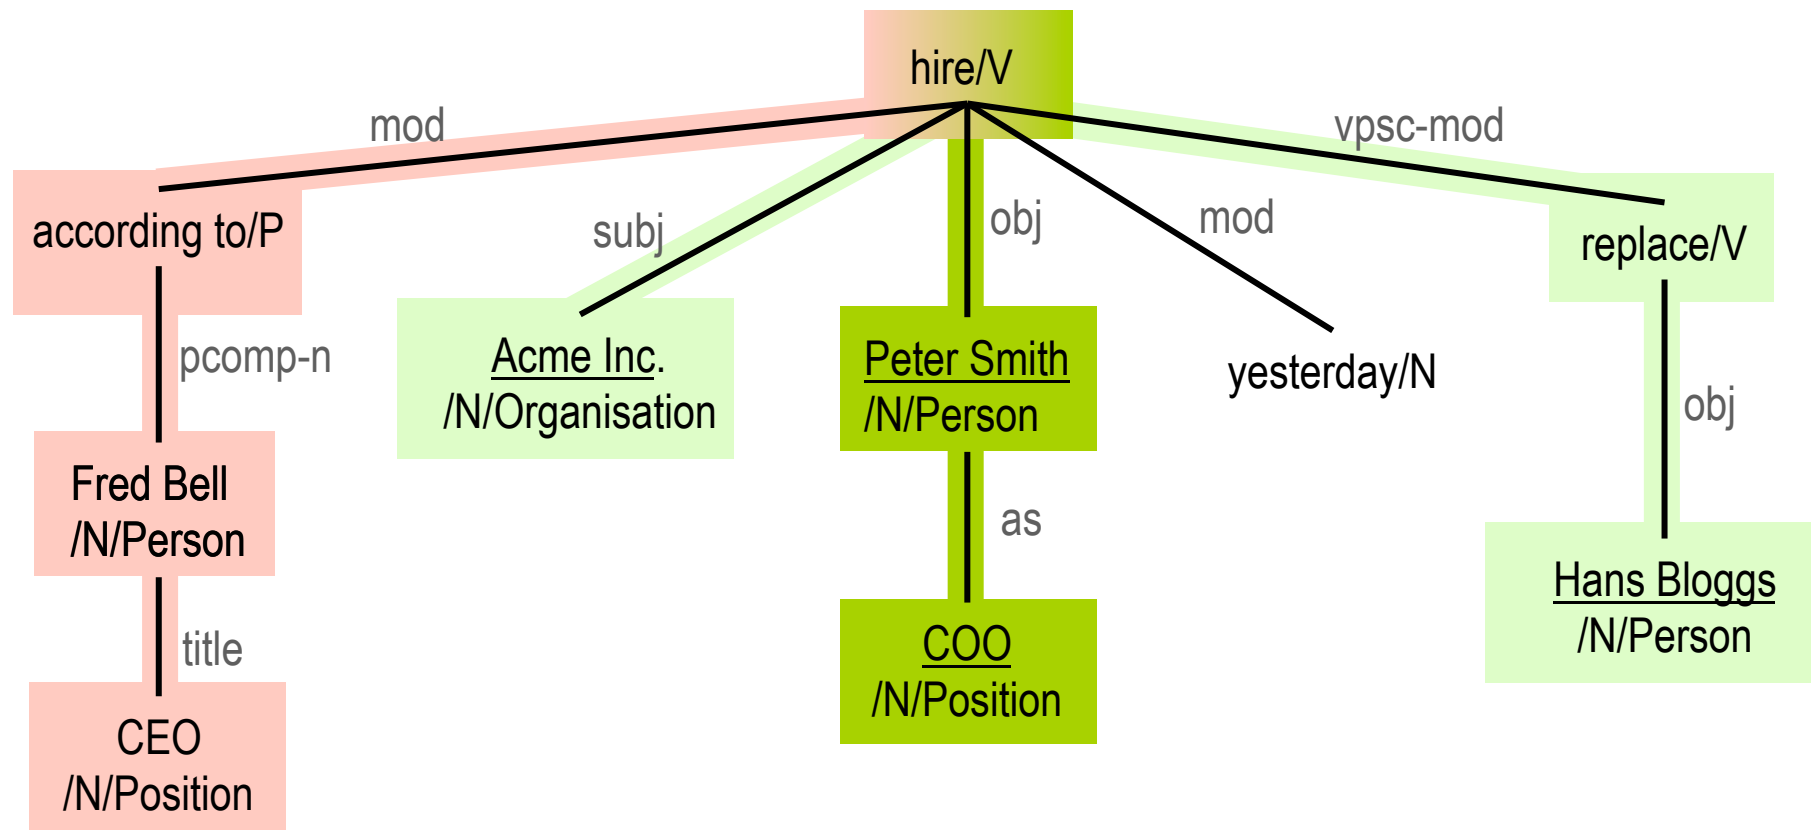 hire/V
mod
vpsc-mod
subj
obj
mod
according to/P
replace/V
pcomp-n
Acme Inc.
/N/Organisation
Peter Smith
/N/Person
yesterday/N
obj
Fred Bell
/N/Person
as
Hans Bloggs
/N/Person
title
COO
/N/Position
CEO
/N/Position